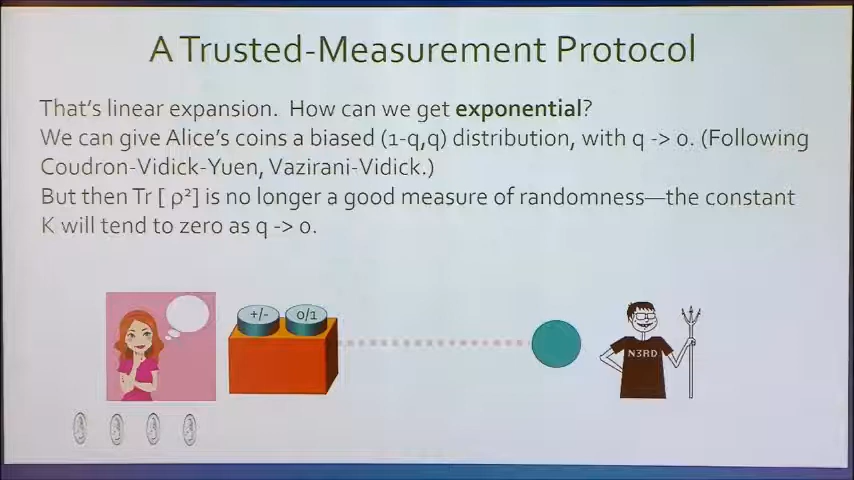 A Trusted-Measurement Protocol
That's linear expansion. How can we get exponential?
We can give Alice's coins a biased (1-q,q) distribution, with q -> 0. (Following
Coudron-Vidick-Yuen, Vazirani-Vidick.)
But then Tr [ ρ²] is no longer a good measure of randomness—the constant
K will tend to zero as q -> 0.
+/- 0/1
N3RD